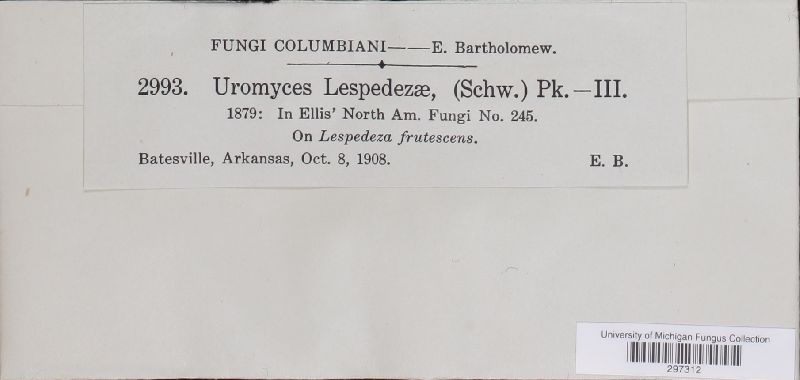 FUNGI COLUMBIANI——E. Bartholomew.
2993. Uromyces Lespedezæ, (Schw.) Pk.—III.
1879: In Ellis' North Am. Fungi No. 245.
On Lespedeza frutescens.
Batesville, Arkansas, Oct. 8, 1908. E. B.
University of Michigan Fungus Collection
297312